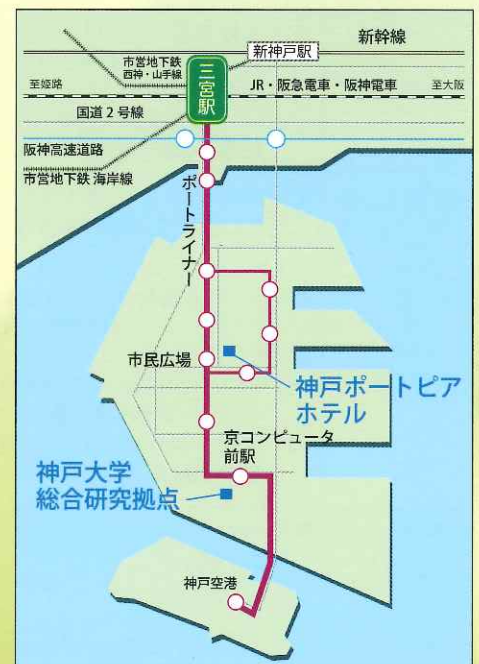 新幹線
新神戸駅
市営地下鉄
西神・山手線
三宮駅
至姫路
JR・阪急電車・阪神電車
至大阪
国道2号線
阪神高速道路
市営地下鉄 海岸線
ポートライナー
市民広場
神戸ポートピア
ホテル
京コンピュータ
前駅
神戸大学
総合研究拠点
神戸空港